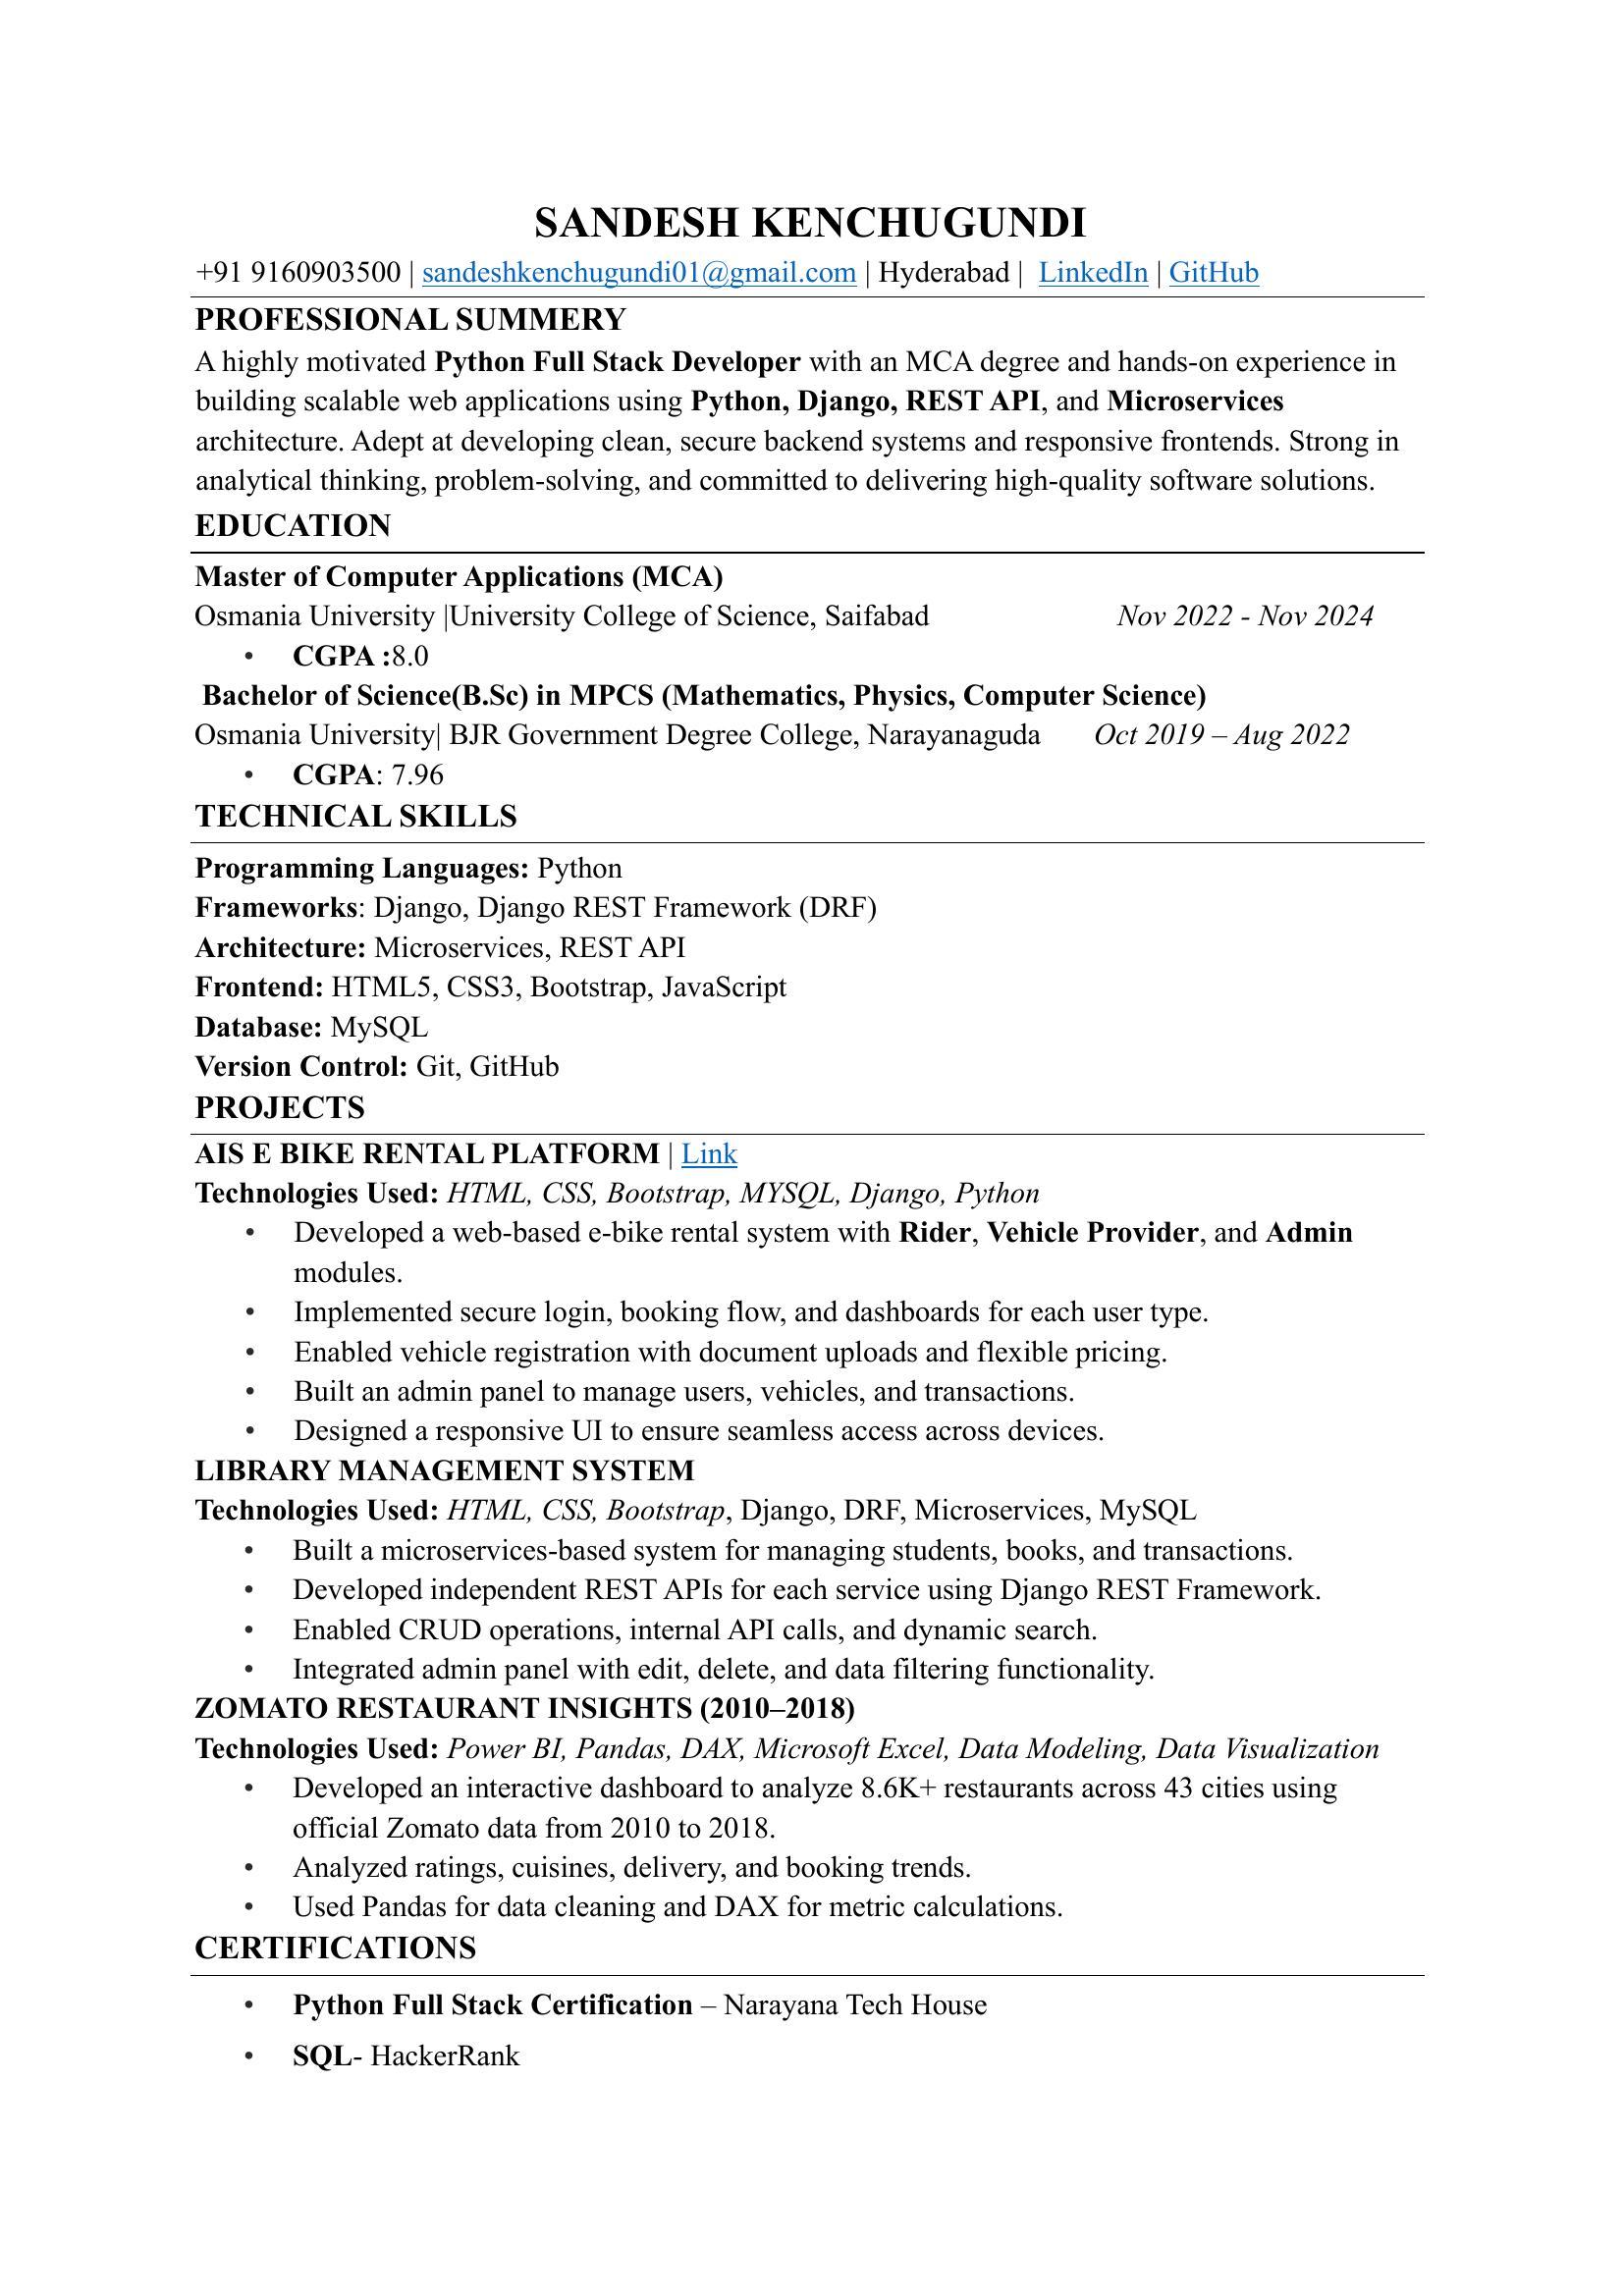 SANDESH KENCHUGUNDI
+91 9160903500 | sandeshkenchugundi01@gmail.com | Hyderabad | LinkedIn | GitHub
PROFESSIONAL SUMMERY
A highly motivated Python Full Stack Developer with an MCA degree and hands-on experience in
building scalable web applications using Python, Django, REST API, and Microservices
architecture. Adept at developing clean, secure backend systems and responsive frontends. Strong in
analytical thinking, problem-solving, and committed to delivering high-quality software solutions.
EDUCATION
Master of Computer Applications (MCA)
Osmania University |University College of Science, Saifabad Nov 2022 - Nov 2024
• CGPA :8.0
Bachelor of Science(B.Sc) in MPCS (Mathematics, Physics, Computer Science)
Osmania University| BJR Government Degree College, Narayanaguda Oct 2019 – Aug 2022
• CGPA: 7.96
TECHNICAL SKILLS
Programming Languages: Python
Frameworks: Django, Django REST Framework (DRF)
Architecture: Microservices, REST API
Frontend: HTML5, CSS3, Bootstrap, JavaScript
Database: MySQL
Version Control: Git, GitHub
PROJECTS
AIS E BIKE RENTAL PLATFORM | Link
Technologies Used: HTML, CSS, Bootstrap, MYSQL, Django, Python
• Developed a web-based e-bike rental system with Rider, Vehicle Provider, and Admin
modules.
• Implemented secure login, booking flow, and dashboards for each user type.
• Enabled vehicle registration with document uploads and flexible pricing.
• Built an admin panel to manage users, vehicles, and transactions.
• Designed a responsive UI to ensure seamless access across devices.
LIBRARY MANAGEMENT SYSTEM
Technologies Used: HTML, CSS, Bootstrap, Django, DRF, Microservices, MySQL
• Built a microservices-based system for managing students, books, and transactions.
• Developed independent REST APIs for each service using Django REST Framework.
• Enabled CRUD operations, internal API calls, and dynamic search.
• Integrated admin panel with edit, delete, and data filtering functionality.
ZOMATO RESTAURANT INSIGHTS (2010–2018)
Technologies Used: Power BI, Pandas, DAX, Microsoft Excel, Data Modeling, Data Visualization
• Developed an interactive dashboard to analyze 8.6K+ restaurants across 43 cities using
official Zomato data from 2010 to 2018.
• Analyzed ratings, cuisines, delivery, and booking trends.
• Used Pandas for data cleaning and DAX for metric calculations.
CERTIFICATIONS
• Python Full Stack Certification – Narayana Tech House
• SQL- HackerRank